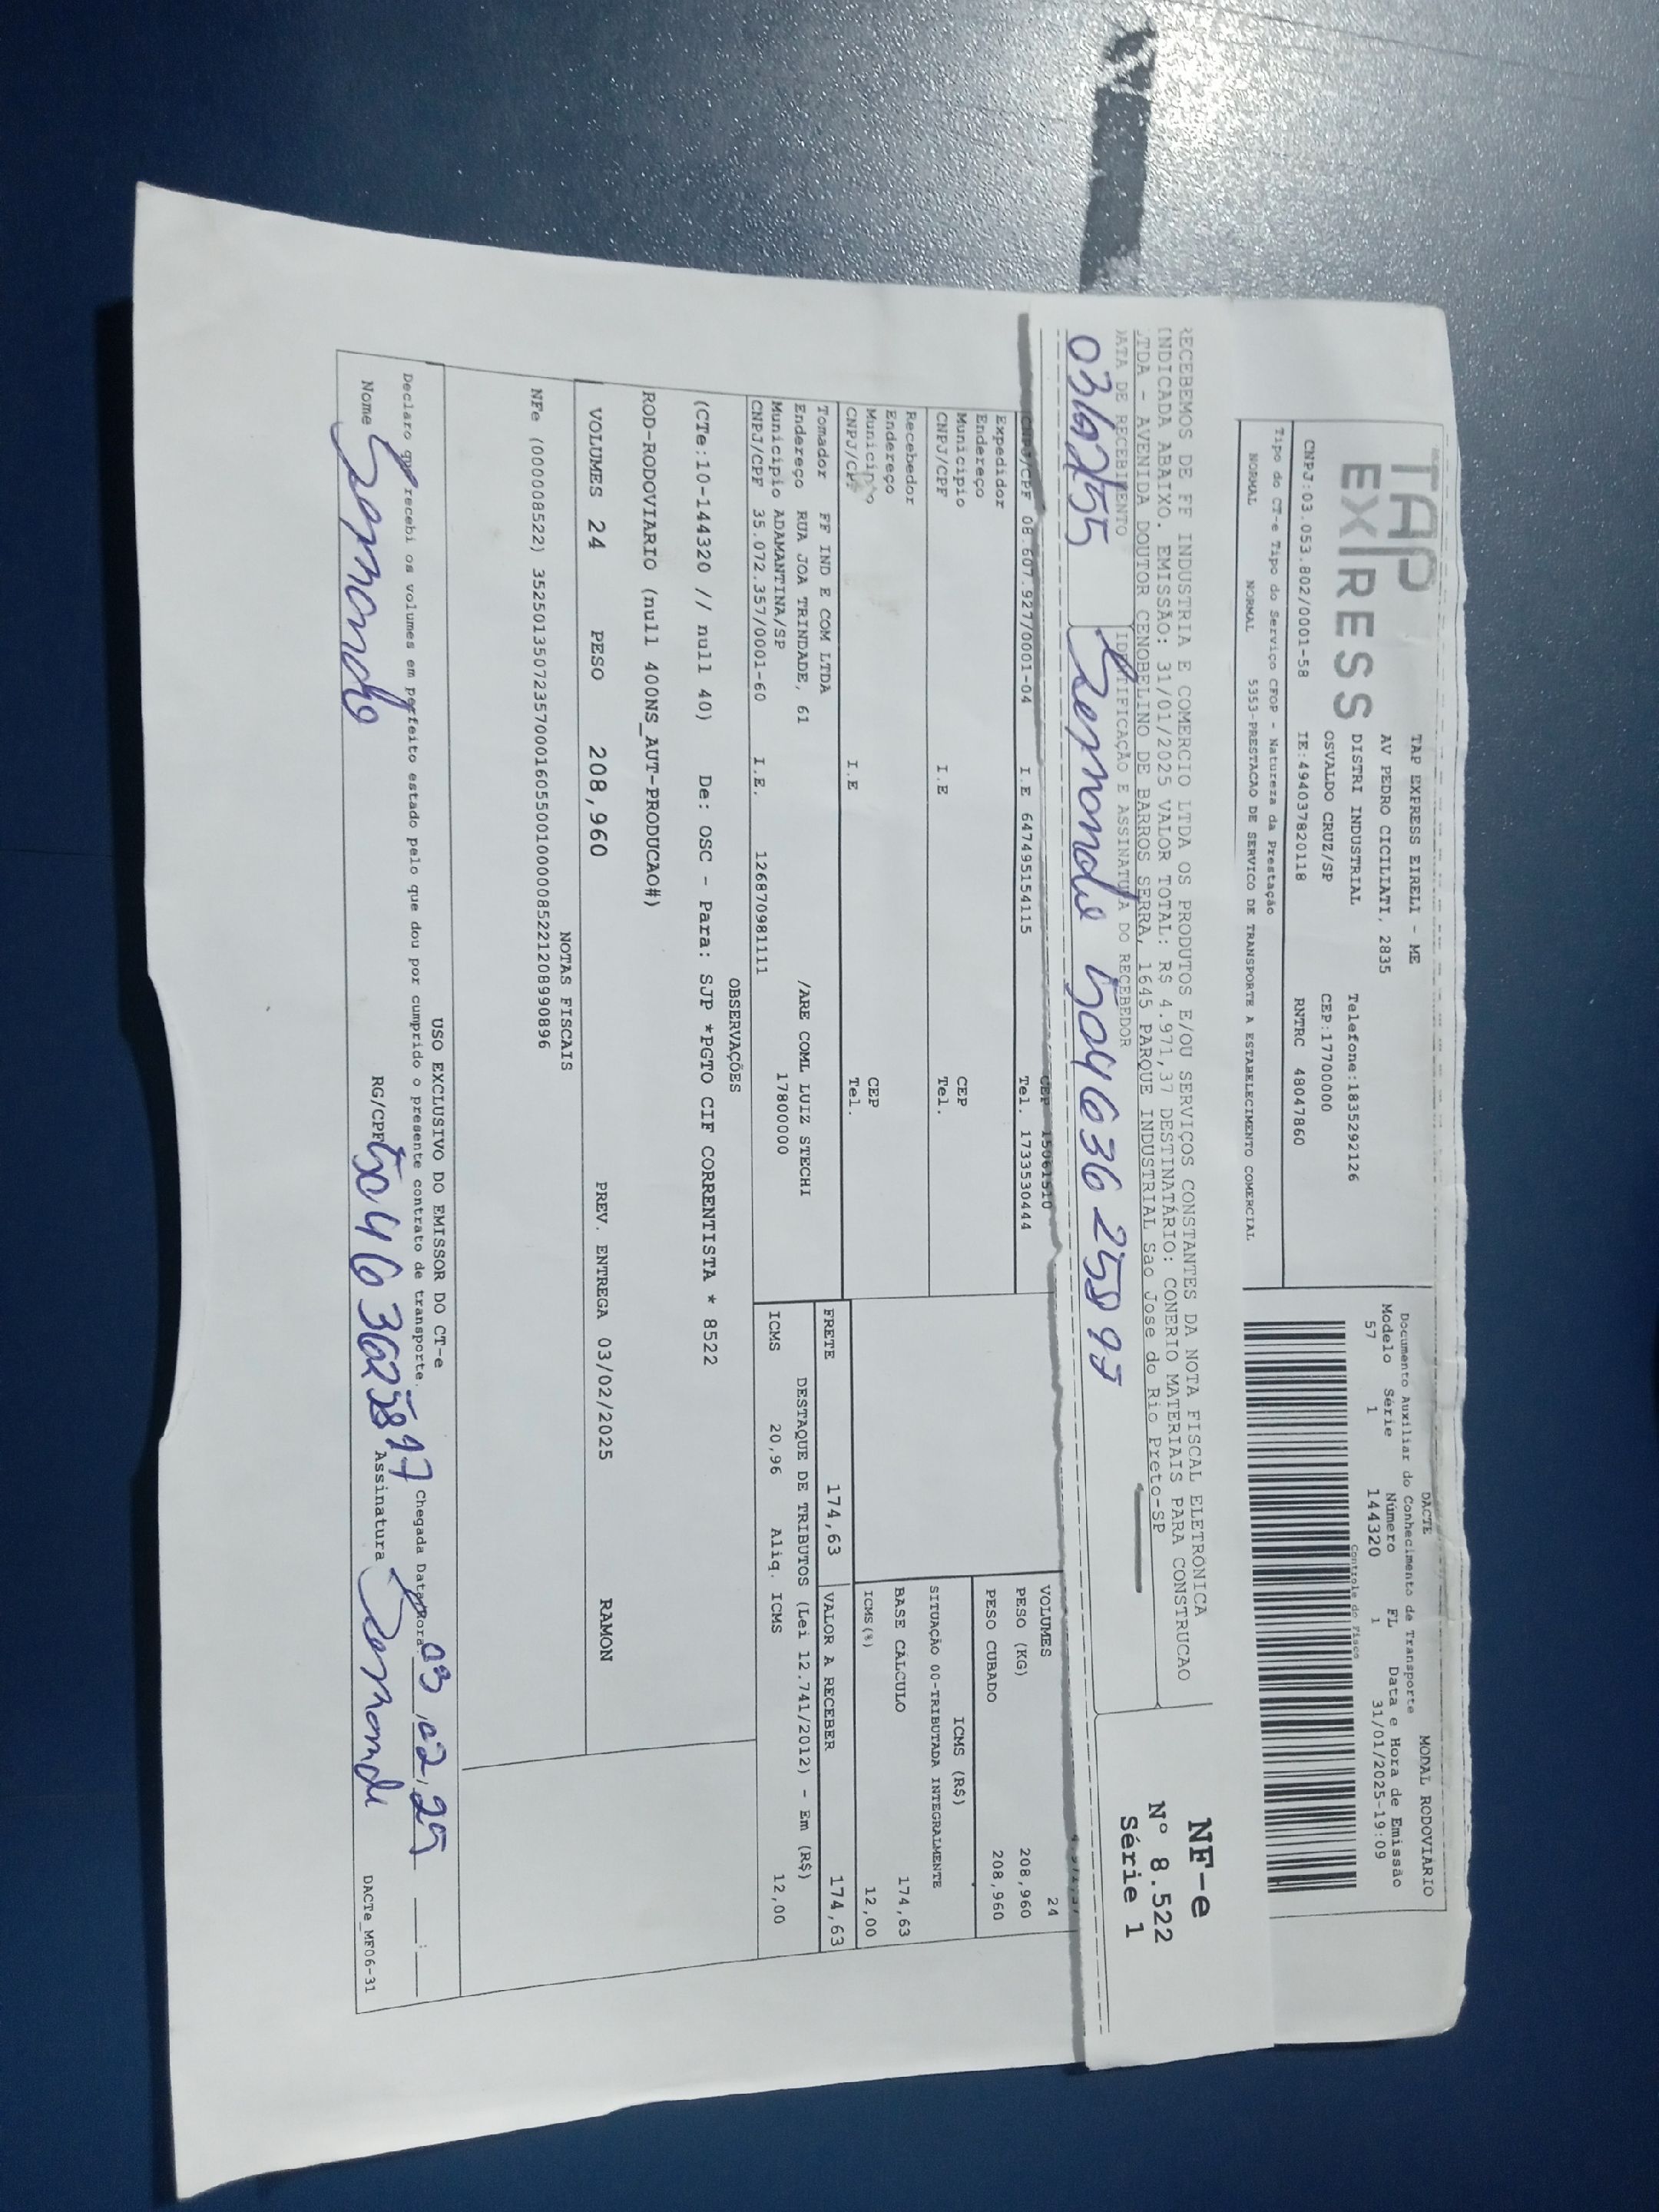 TAP EXPRESS
TAP EXPRESS EIRELI - ME
AV PEDRO CICILIATI, 2835
DISTRI INDUSTRIAL Telefone:1835292126
OSVALDO CRUZ/SP CEP:17700000
CNPJ:03.053.802/0001-58 IE:494037820118 RNTRC 48047860
Tipo do CT-e Tipo do Serviço CFOP - Natureza da Prestação
NORMAL NORMAL 5353-PRESTACAO DE SERVICO DE TRANSPORTE A ESTABELECIMENTO COMERCIAL
DACTE MODAL RODOVIÁRIO
Documento Auxiliar do Conhecimento de Transporte
Modelo Série Número FL Data e Hora de Emissão
57 1 144320 1 31/01/2025-19:09
Controle do Fisco
RECEBEMOS DE FF INDUSTRIA E COMERCIO LTDA OS PRODUTOS E/OU SERVIÇOS CONSTANTES DA NOTA FISCAL ELETRÔNICA
INDICADA ABAIXO. EMISSÃO: 31/01/2025 VALOR TOTAL: R$ 4.971,37 DESTINATÁRIO: CONERIO MATERIAIS PARA CONSTRUCAO
LTDA - AVENIDA DOUTOR CENOBELINO DE BARROS SERRA, 1645 PARQUE INDUSTRIAL Sao Jose do Rio Preto-SP
DATA DE RECEBIMENTO IDENTIFICAÇÃO E ASSINATURA DO RECEBEDOR
NF-e
Nº 8.522
Série 1
CEP 15061510
CNPJ/CPF 08.607.927/0001-04 I.E 647495154115 Tel. 1733530444
Expedidor
Endereço
Município CEP
CNPJ/CPF I.E Tel.
Recebedor
Endereço
Município CEP
CNPJ/CPF I.E Tel.
VOLUMES 24
PESO (KG) 208,960
PESO CUBADO 208,960
ICMS (R$)
SITUAÇÃO 00-TRIBUTADA INTEGRALMENTE
BASE CÁLCULO 174,63
ICMS(%) 12,00
Tomador FF IND E COM LTDA
Endereço RUA JOA TRINDADE, 61 /ARE COML LUIZ STECHI
Município ADAMANTINA/SP 17800000
CNPJ/CPF 35.072.357/0001-60 I.E. 126870981111
FRETE 174,63 VALOR A RECEBER 174,63
DESTAQUE DE TRIBUTOS (Lei 12.741/2012) - Em (R$)
ICMS 20,96 Aliq. ICMS 12,00
OBSERVAÇÕES
(CTe:10-144320 // null 40) De: OSC - Para: SJP *PGTO CIF CORRENTISTA * 8522
ROD-RODOVIARIO (null 400NS_AUT-PRODUCAO#)
VOLUMES 24 PESO 208,960 PREV. ENTREGA 03/02/2025 RAMON
NOTAS FISCAIS
NFe (000008522) 35250135072357000160550010000085221208990896
USO EXCLUSIVO DO EMISSOR DO CT-e
Declaro que recebi os volumes em perfeito estado pelo que dou por cumprido o presente contrato de transporte. Chegada Data/Hora: 03,02,25
Nome RG/CPF Assinatura
DACTe_MF06-31